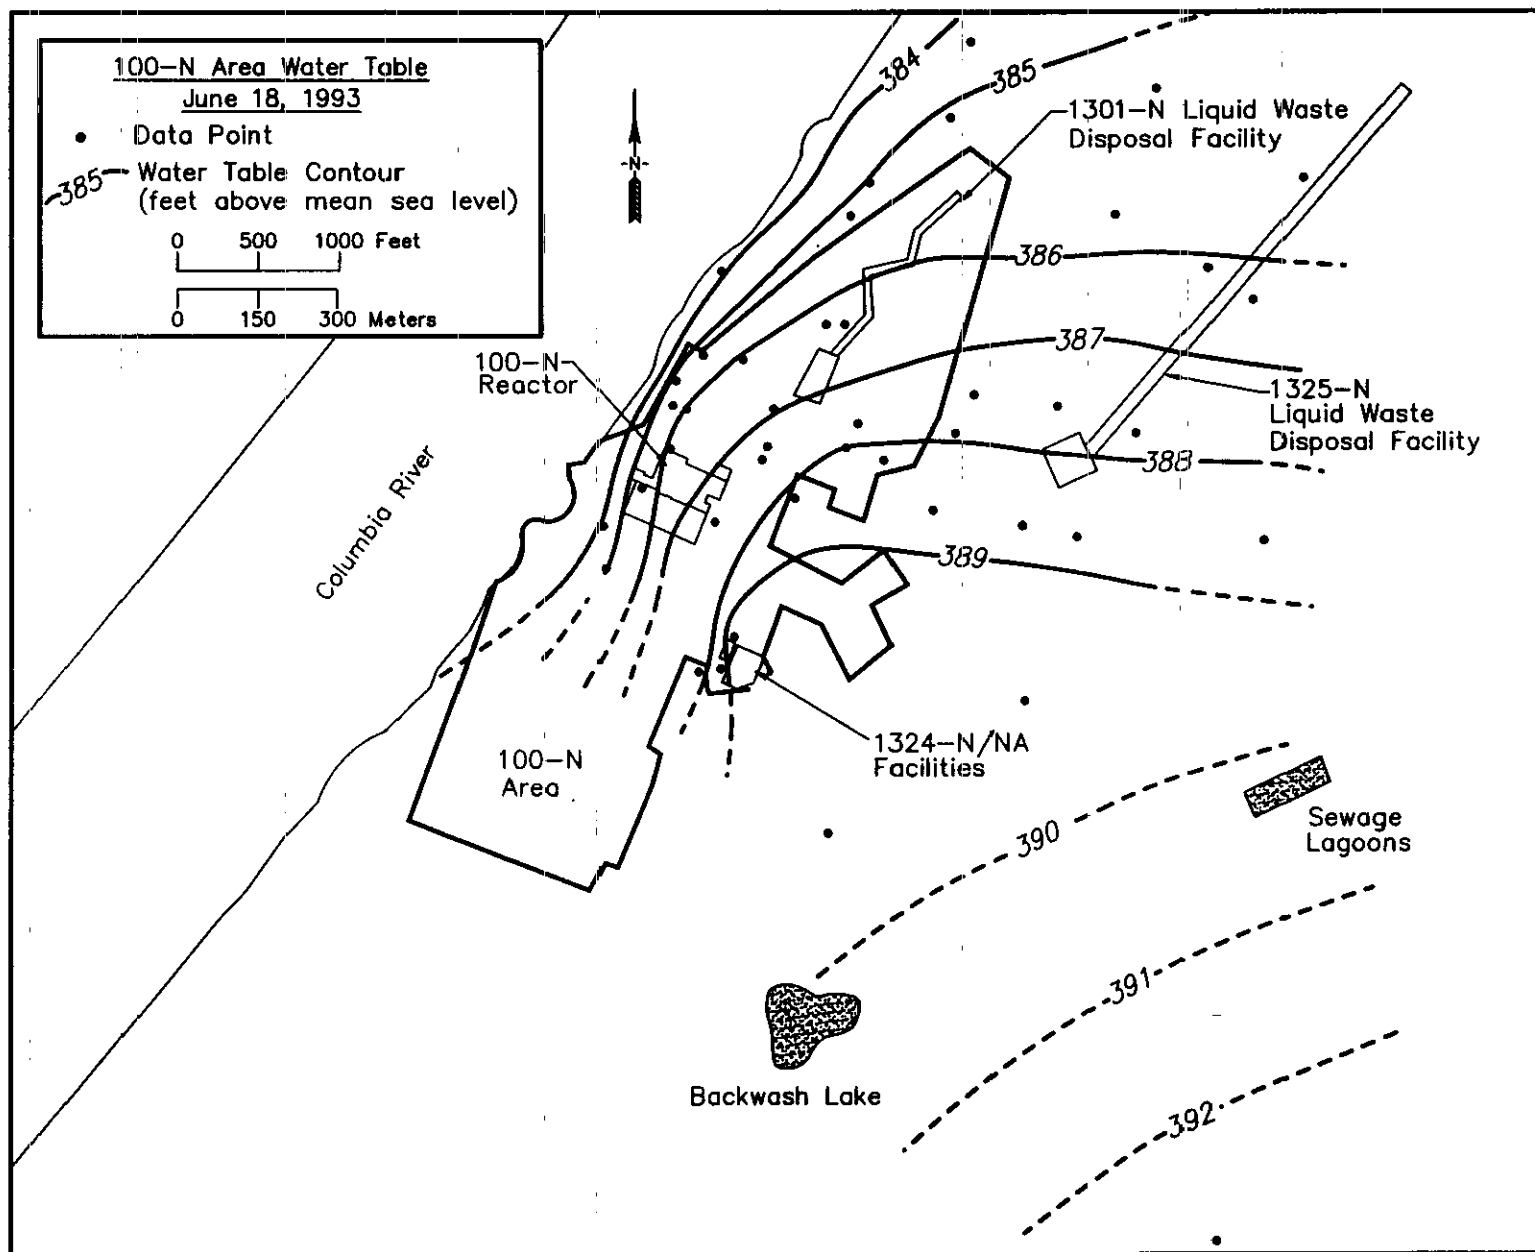 100-N Area Water Table
June 18, 1993
Data Point
385
Water Table Contour
(feet above mean sea level)
0 500 1000 Feet
0 150 300 Meters
-N-
384
385
1301-N Liquid Waste
Disposal Facility
386
387
100-N
Reactor
1325-N
Liquid Waste
Disposal Facility
388
Columbia River
389
1324-N/NA
Facilities
100-N
Area
390
Sewage
Lagoons
391
Backwash Lake
392